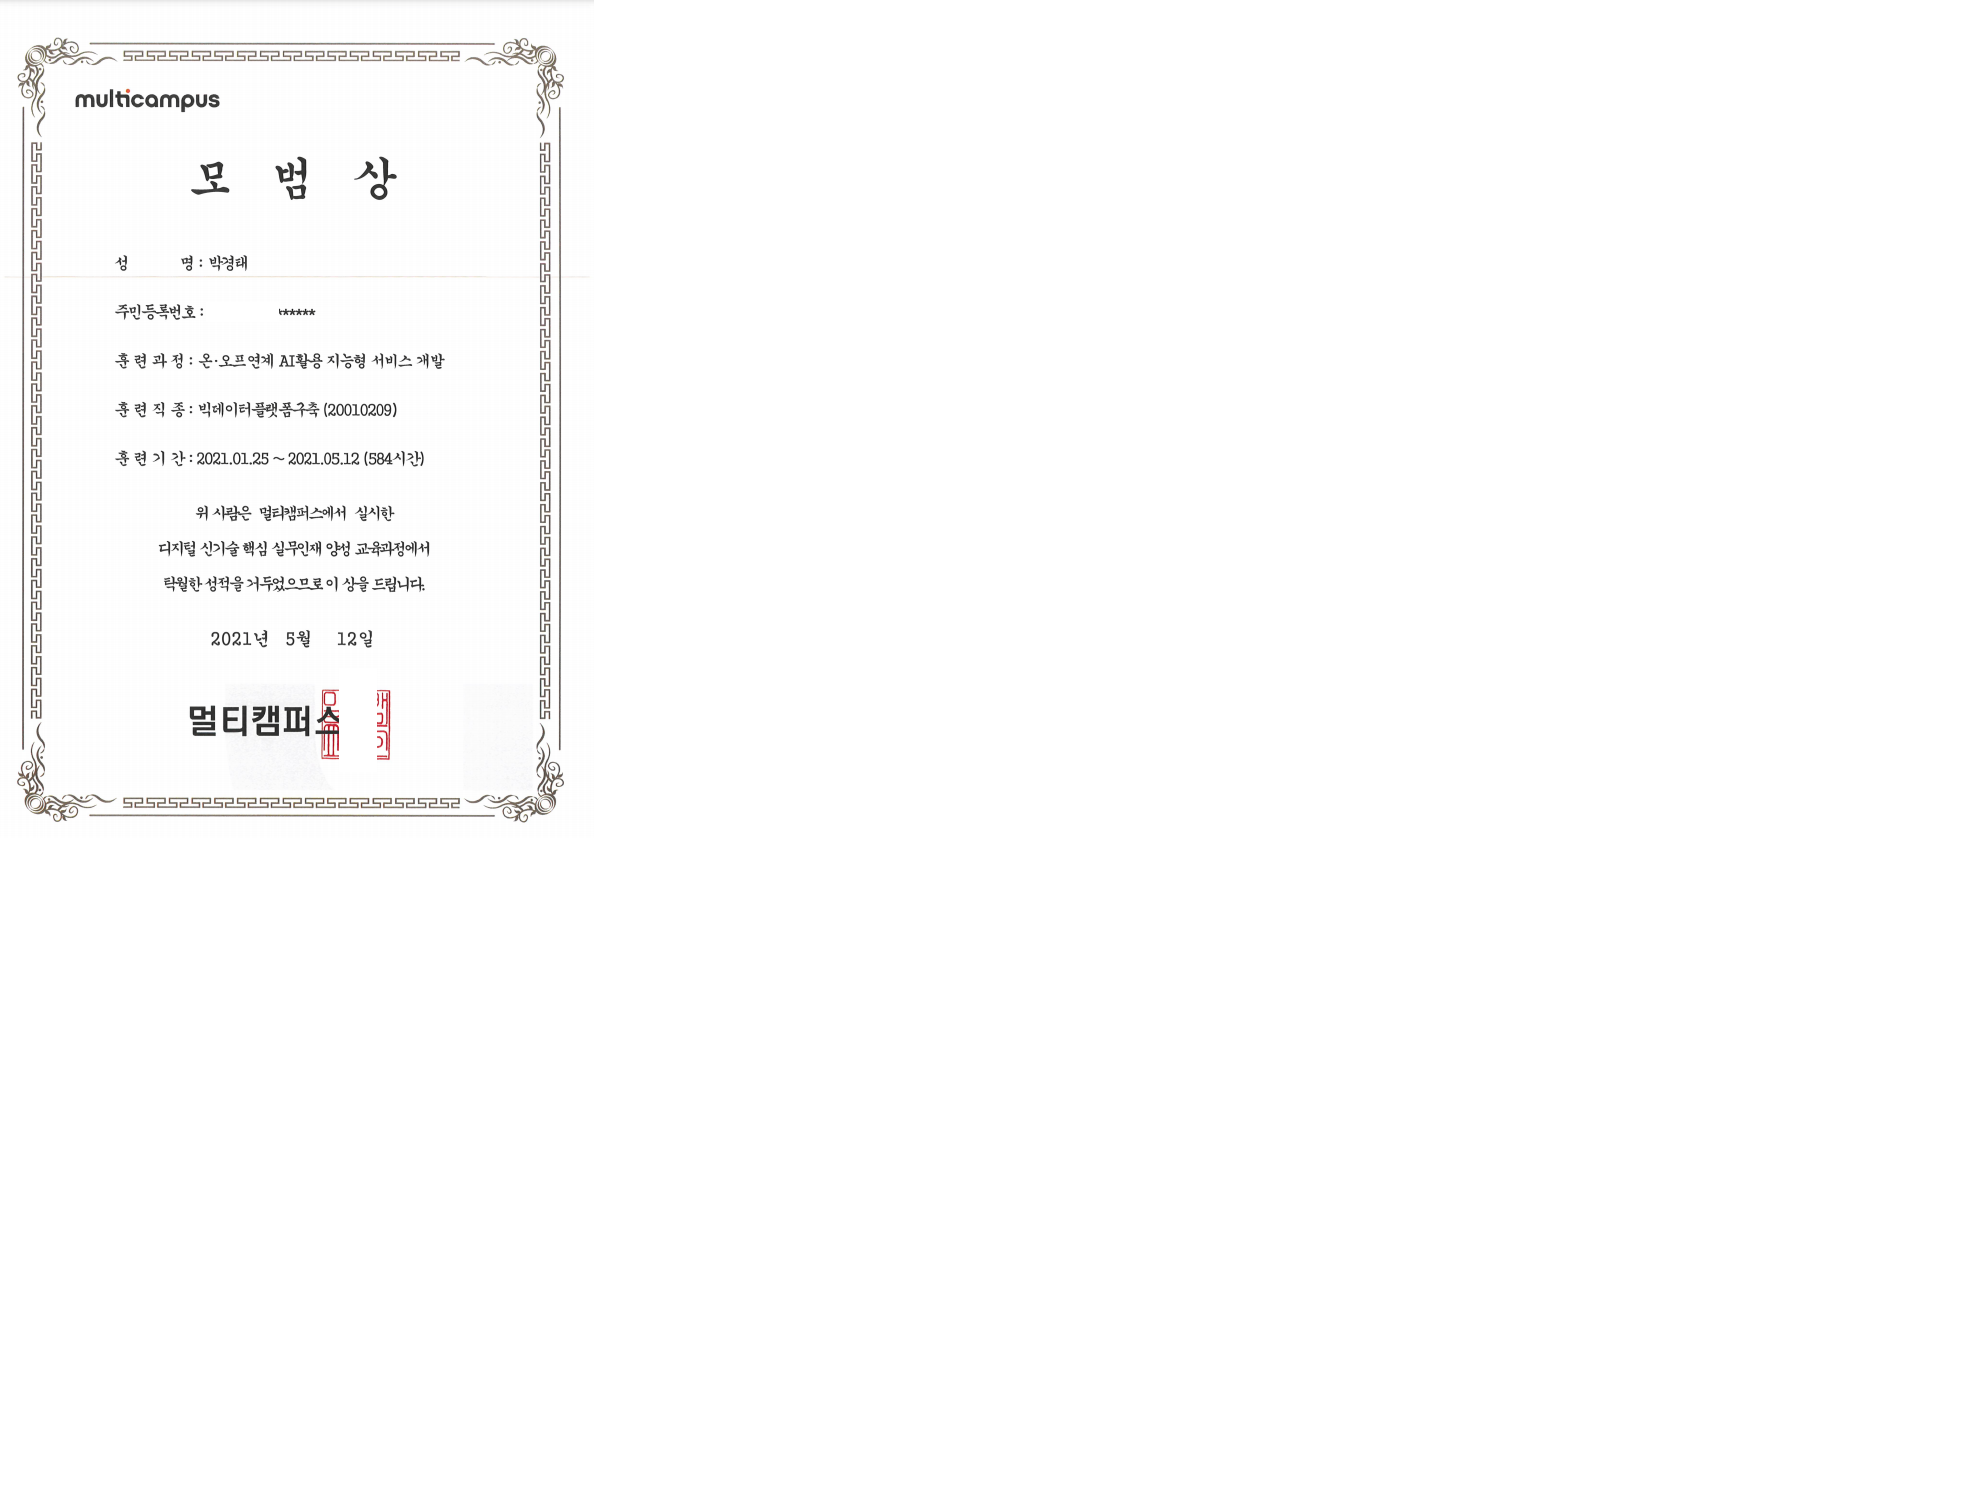 multicampus
모 범 상
성 명 : 박경태
주민등록번호 : ******
훈 련 과 정 : 온·오프연계 AI활용 지능형 서비스 개발
훈 련 직 종 : 빅데이터플랫폼구축 (20010209)
훈 련 기 간 : 2021.01.25 ~ 2021.05.12 (584시간)
위 사람은 멀티캠퍼스에서 실시한
디지털 신기술 핵심 실무인재 양성 교육과정에서
탁월한 성적을 거두었으므로 이 상을 드립니다.
2021년 5월 12일
멀티캠퍼스